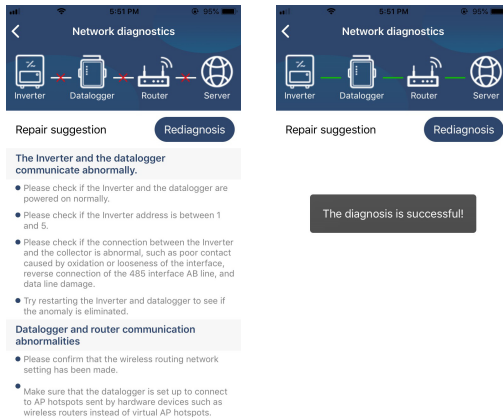 5:51 PM
95%
Network diagnostics
Inverter
Datalogger
Router
Server
Repair suggestion
Rediagnosis
The Inverter and the datalogger
communicate abnormally.
Please check if the Inverter and the datalogger are
powered on normally.
Please check if the Inverter address is between 1
and 5.
Please check if the connection between the Inverter
and the collector is abnormal, such as poor contact
caused by oxidation or looseness of the interface,
reverse connection of the 485 interface AB line, and
data line damage.
Try restarting the Inverter and datalogger to see if
the anomaly is eliminated.
Datalogger and router communication
abnormalities
Please confirm that the wireless routing network
setting has been made.
Make sure that the datalogger is set up to connect
to AP hotspots sent by hardware devices such as
wireless routers instead of virtual AP hotspots.
5:51 PM
95%
Network diagnostics
Inverter
Datalogger
Router
Server
Repair suggestion
Rediagnosis
The diagnosis is successful!